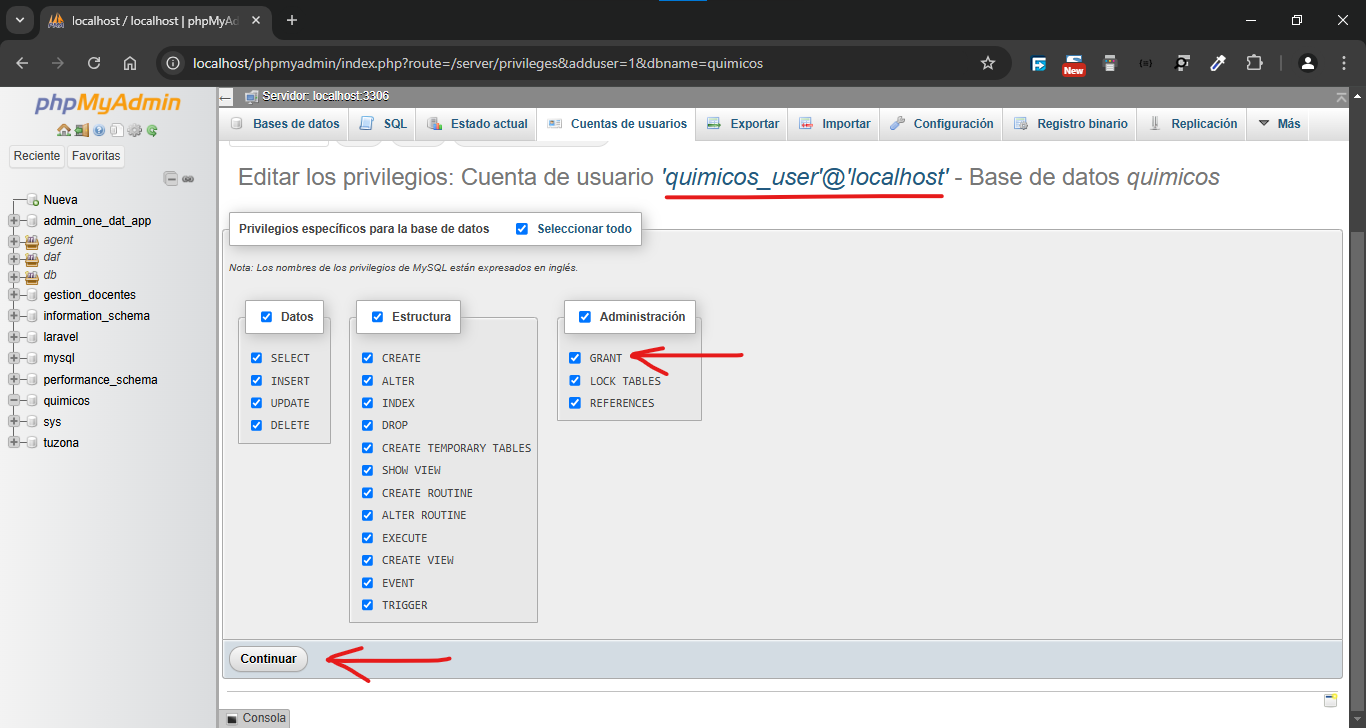 localhost / localhost | phpMyAd
localhost/phpmyadmin/index.php?route=/server/privileges&adduser=1&dbname=quimicos
New
phpMyAdmin
Reciente Favoritas
Nueva
admin_one_dat_app
agent
daf
db
gestion_docentes
information_schema
laravel
mysql
performance_schema
quimicos
sys
tuzona
Servidor: localhost:3306
Bases de datos SQL Estado actual Cuentas de usuarios Exportar Importar Configuración Registro binario Replicación Más
Editar los privilegios: Cuenta de usuario 'quimicos_user'@'localhost' - Base de datos quimicos
Privilegios específicos para la base de datos Seleccionar todo
Nota: Los nombres de los privilegios de MySQL están expresados en inglés.
Datos
SELECT
INSERT
UPDATE
DELETE
Estructura
CREATE
ALTER
INDEX
DROP
CREATE TEMPORARY TABLES
SHOW VIEW
CREATE ROUTINE
ALTER ROUTINE
EXECUTE
CREATE VIEW
EVENT
TRIGGER
Administración
GRANT
LOCK TABLES
REFERENCES
Continuar
Consola